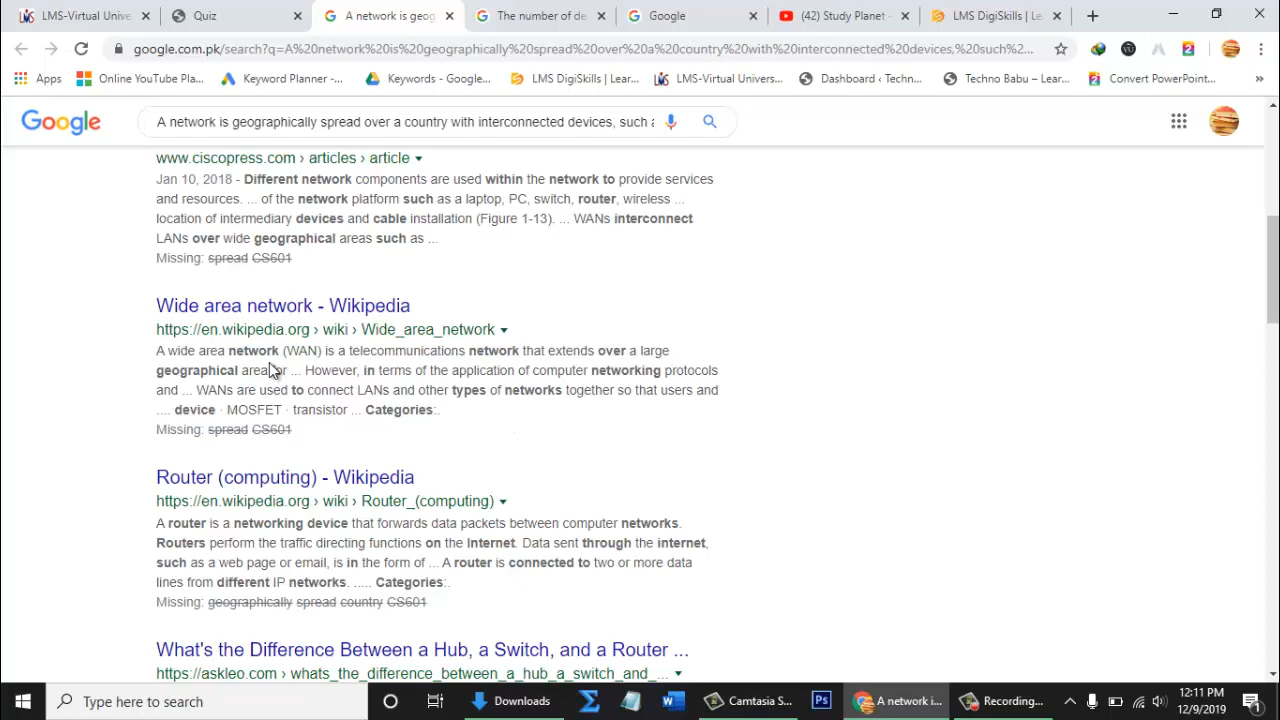 LMS-Virtual Unive
Quiz
A network is geog
The number of de
Google
(42) Study Planet -
LMS DigiSkills | Le
google.com.pk/search?q=A%20network%20is%20geographically%20spread%20over%20a%20country%20with%20interconnected%20devices,%20such%...
Apps
Online YouTube Pla...
Keyword Planner -...
Keywords - Google...
LMS DigiSkills | Lear...
LMS-Virtual Univers...
Dashboard ‹ Techn...
Techno Babu – Lear...
Convert PowerPoint...
»
Google
A network is geographically spread over a country with interconnected devices, such a
www.ciscopress.com › articles › article
Jan 10, 2018 - Different network components are used within the network to provide services
and resources. ... of the network platform such as a laptop, PC, switch, router, wireless ...
location of intermediary devices and cable installation (Figure 1-13). ... WANs interconnect
LANs over wide geographical areas such as ...
Missing: spread CS601
Wide area network - Wikipedia
https://en.wikipedia.org › wiki › Wide_area_network
A wide area network (WAN) is a telecommunications network that extends over a large
geographical area or ... However, in terms of the application of computer networking protocols
and ... WANs are used to connect LANs and other types of networks together so that users and
.... device · MOSFET · transistor ... Categories:.
Missing: spread CS601
Router (computing) - Wikipedia
https://en.wikipedia.org › wiki › Router_(computing)
A router is a networking device that forwards data packets between computer networks.
Routers perform the traffic directing functions on the Internet. Data sent through the internet,
such as a web page or email, is in the form of ... A router is connected to two or more data
lines from different IP networks. ..... Categories:.
Missing: geographically spread country CS601
What's the Difference Between a Hub, a Switch, and a Router ...
https://askleo.com › whats_the_difference_between_a_hub_a_switch_and_...
Type here to search
Downloads
Camtasia S...
Ps
A network i...
Recording...
12:11 PM
12/9/2019